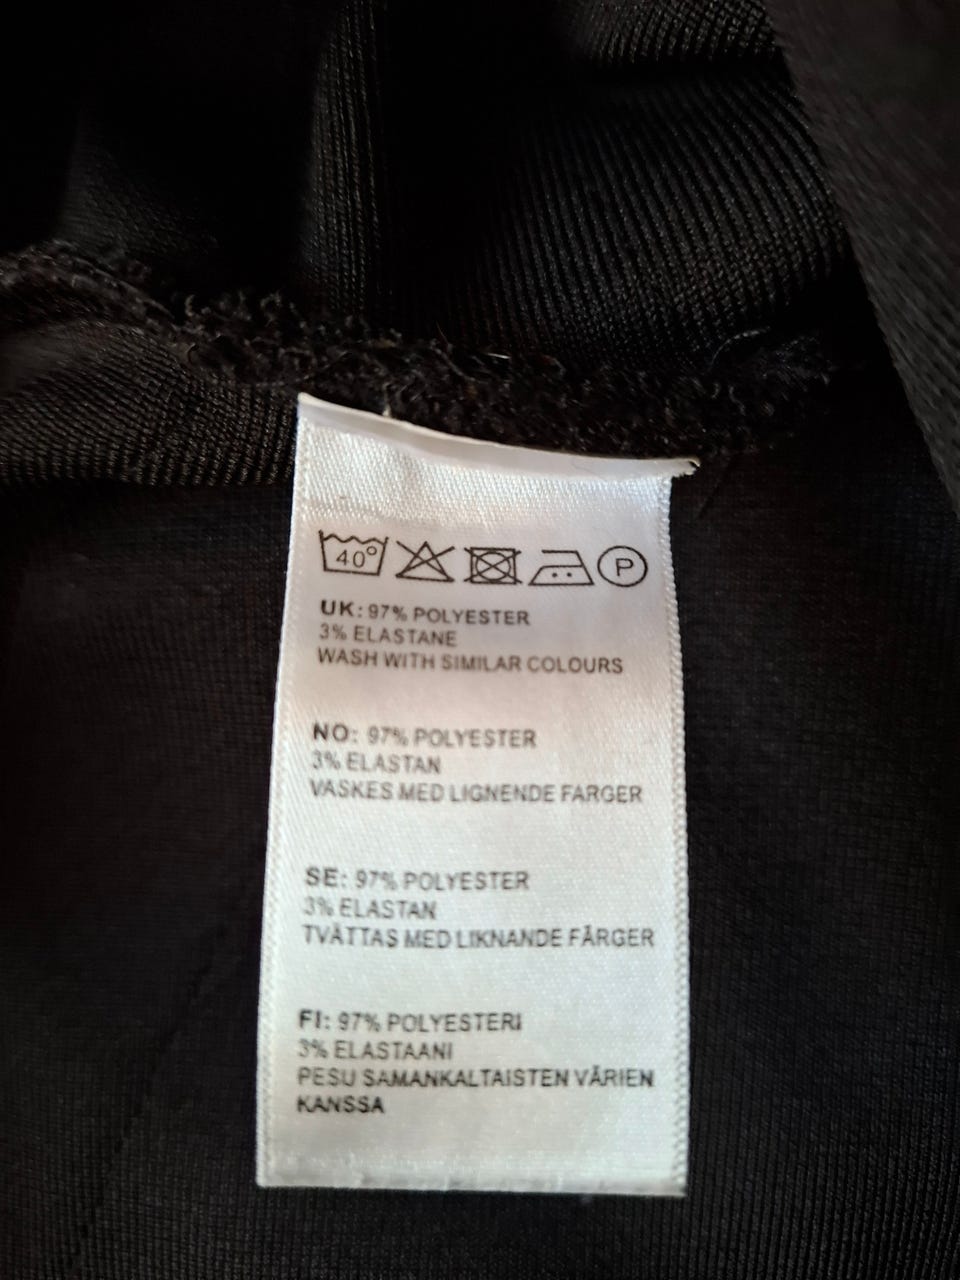 40°
P
UK: 97% POLYESTER
3% ELASTANE
WASH WITH SIMILAR COLOURS
NO: 97% POLYESTER
3% ELASTAN
VASKES MED LIGNENDE FARGER
SE: 97% POLYESTER
3% ELASTAN
TVÄTTAS MED LIKNANDE FÄRGER
FI: 97% POLYESTERI
3% ELASTAANI
PESU SAMANKALTAISTEN VÄRIEN
KANSSA